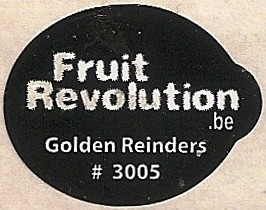 Fruit
Revolution
.be
Golden Reinders
# 3005